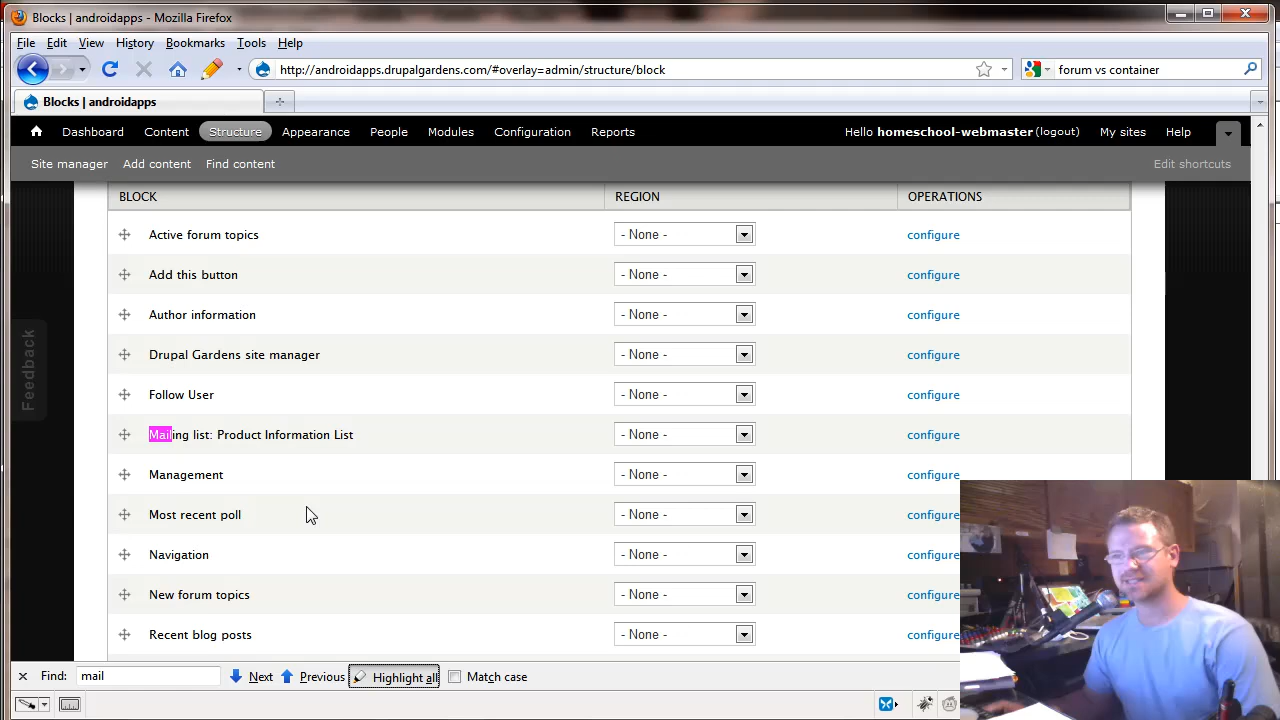 Blocks | androidapps - Mozilla Firefox
File Edit View History Bookmarks Tools Help
http://androidapps.drupalgardens.com/#overlay=admin/structure/block
forum vs container
Blocks | androidapps
Dashboard Content Structure Appearance People Modules Configuration Reports Hello homeschool-webmaster (logout) My sites Help
Site manager Add content Find content Edit shortcuts
BLOCK REGION OPERATIONS
Active forum topics - None - configure
Add this button - None - configure
Author information - None - configure
Drupal Gardens site manager - None - configure
Follow User - None - configure
Mailing list: Product Information List - None - configure
Management - None - configure
Most recent poll - None - configure
Navigation - None - configure
New forum topics - None - configure
Recent blog posts - None - configure
Feedback
Find: mail Next Previous Highlight all Match case